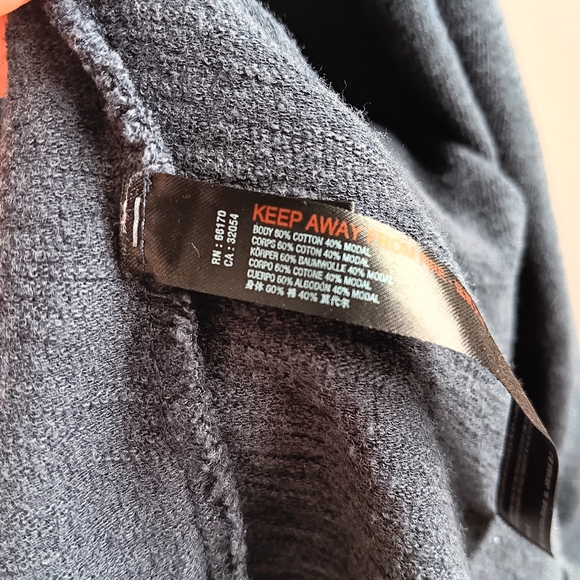 RN : 66170
CA : 32054
KEEP AWAY FROM
BODY 60% COTTON 40% MODAL
CORPS 60% COTON 40% MODAL
KÖRPER 60% BAUMWOLLE 40% MODAL
CORPO 60% COTONE 40% MODAL
CUERPO 60% ALGODÓN 40% MODAL
身体 60% 棉 40% 莫代尔